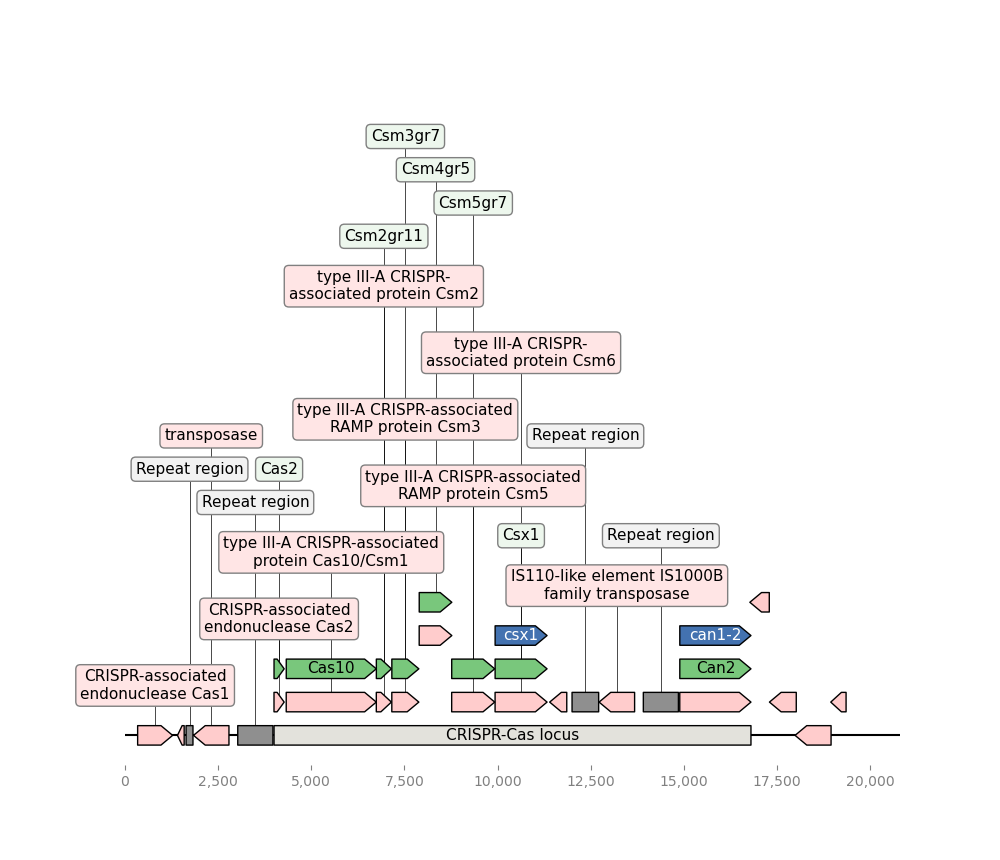 Csm3gr7
Csm4gr5
Csm5gr7
Csm2gr11
type III-A CRISPR-
associated protein Csm2
type III-A CRISPR-
associated protein Csm6
type III-A CRISPR-associated
RAMP protein Csm3
transposase
Repeat region
Repeat region
Cas2
type III-A CRISPR-associated
RAMP protein Csm5
Repeat region
Csx1
Repeat region
type III-A CRISPR-associated
protein Cas10/Csm1
IS110-like element IS1000B
family transposase
CRISPR-associated
endonuclease Cas2
csx1
can1-2
Cas10
Can2
CRISPR-associated
endonuclease Cas1
CRISPR-Cas locus
0 2,500 5,000 7,500 10,000 12,500 15,000 17,500 20,000